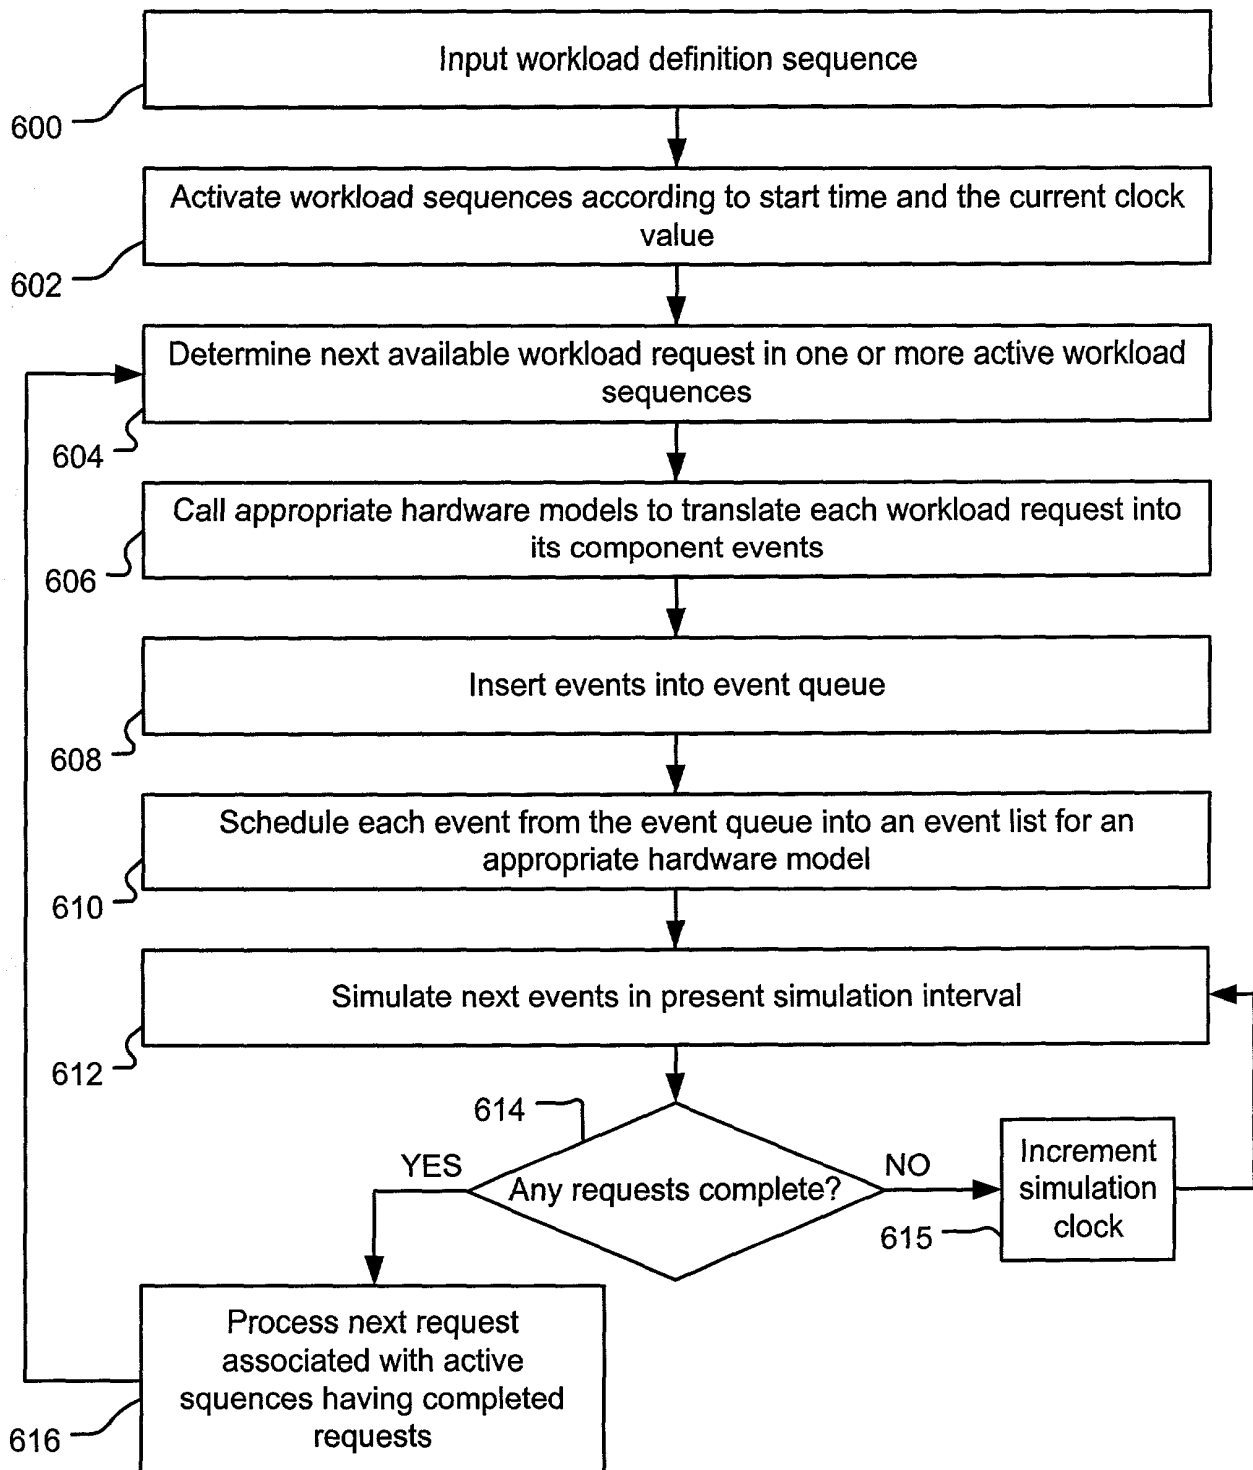 Input workload definition sequence
600
Activate workload sequences according to start time and the current clock
value
602
Determine next available workload request in one or more active workload
sequences
604
Call appropriate hardware models to translate each workload request into
its component events
606
Insert events into event queue
608
Schedule each event from the event queue into an event list for an
appropriate hardware model
610
Simulate next events in present simulation interval
612
614
YES
Any requests complete?
NO
Increment
simulation
clock
615
Process next request
associated with active
squences having completed
requests
616